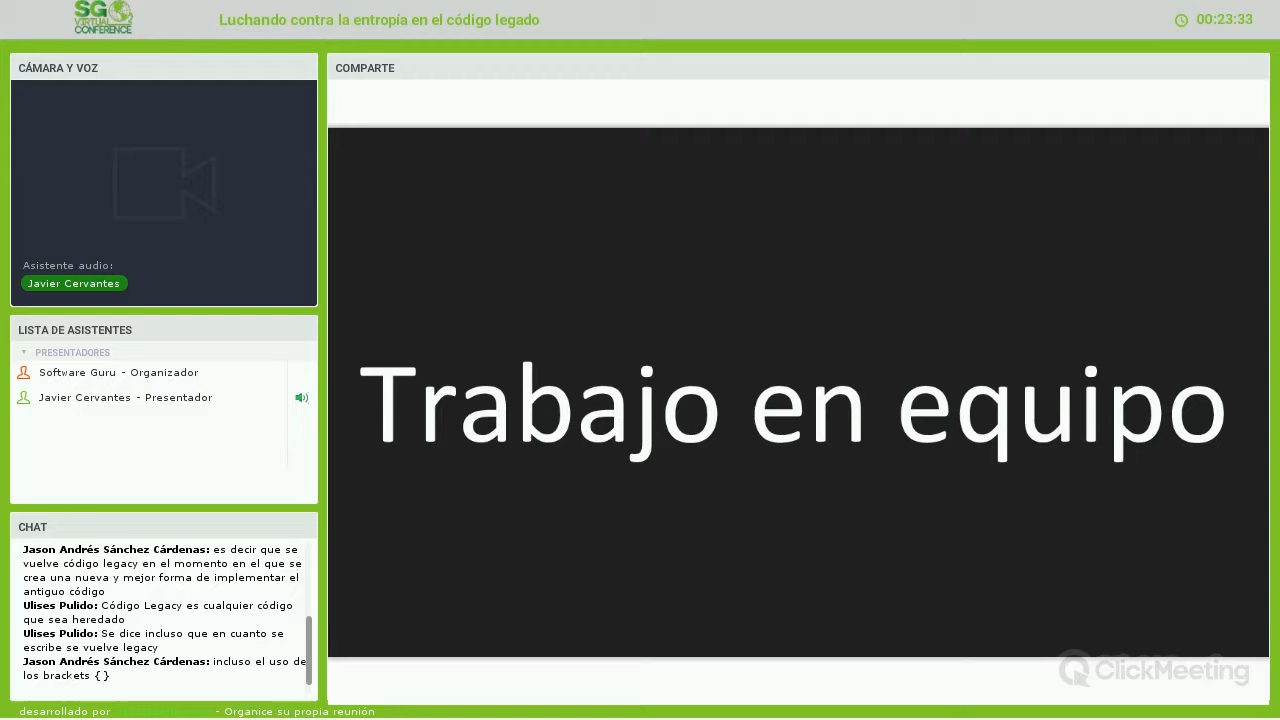 SG
VIRTUAL
CONFERENCE
Luchando contra la entropía en el código legado
00:23:33
CÁMARA Y VOZ
Asistente audio:
Javier Cervantes
LISTA DE ASISTENTES
PRESENTADORES
Software Guru - Organizador
Javier Cervantes - Presentador
CHAT
Jason Andrés Sánchez Cárdenas: es decir que se
vuelve código legacy en el momento en el que se
crea una nueva y mejor forma de implementar el
antiguo código
Ulises Pulido: Código Legacy es cualquier código
que sea heredado
Ulises Pulido: Se dice incluso que en cuanto se
escribe se vuelve legacy
Jason Andrés Sánchez Cárdenas: incluso el uso de
los brackets { }
COMPARTE
Trabajo en equipo
ClickMeeting
desarrollado por
- Organice su propia reunión